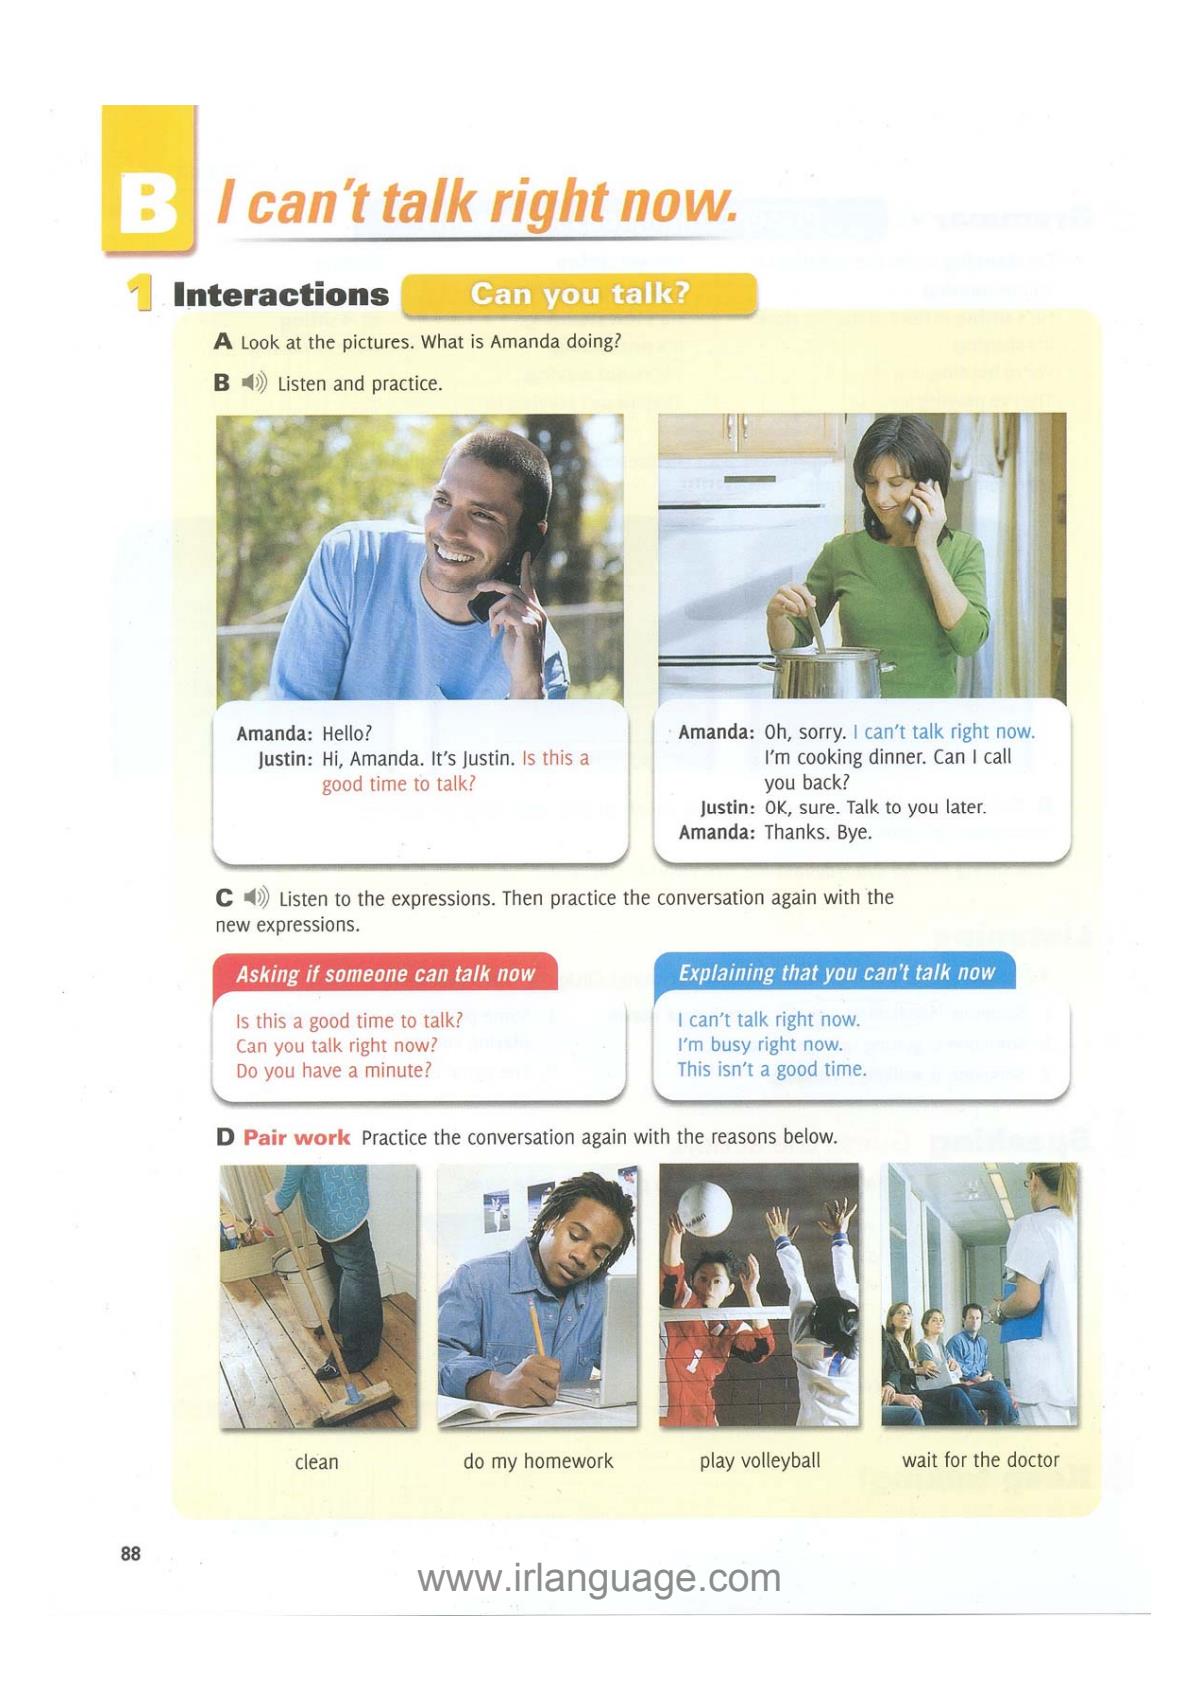 B I can't talk right now.
1 Interactions Can you talk?
A Look at the pictures. What is Amanda doing?
B Listen and practice.
Amanda: Hello?
Justin: Hi, Amanda. It's Justin. Is this a
good time to talk?
Amanda: Oh, sorry. I can't talk right now.
I'm cooking dinner. Can I call
you back?
Justin: OK, sure. Talk to you later.
Amanda: Thanks. Bye.
C Listen to the expressions. Then practice the conversation again with the
new expressions.
Asking if someone can talk now
Is this a good time to talk?
Can you talk right now?
Do you have a minute?
Explaining that you can't talk now
I can't talk right now.
I'm busy right now.
This isn't a good time.
D Pair work Practice the conversation again with the reasons below.
clean
do my homework
play volleyball
wait for the doctor
88
www.irlanguage.com